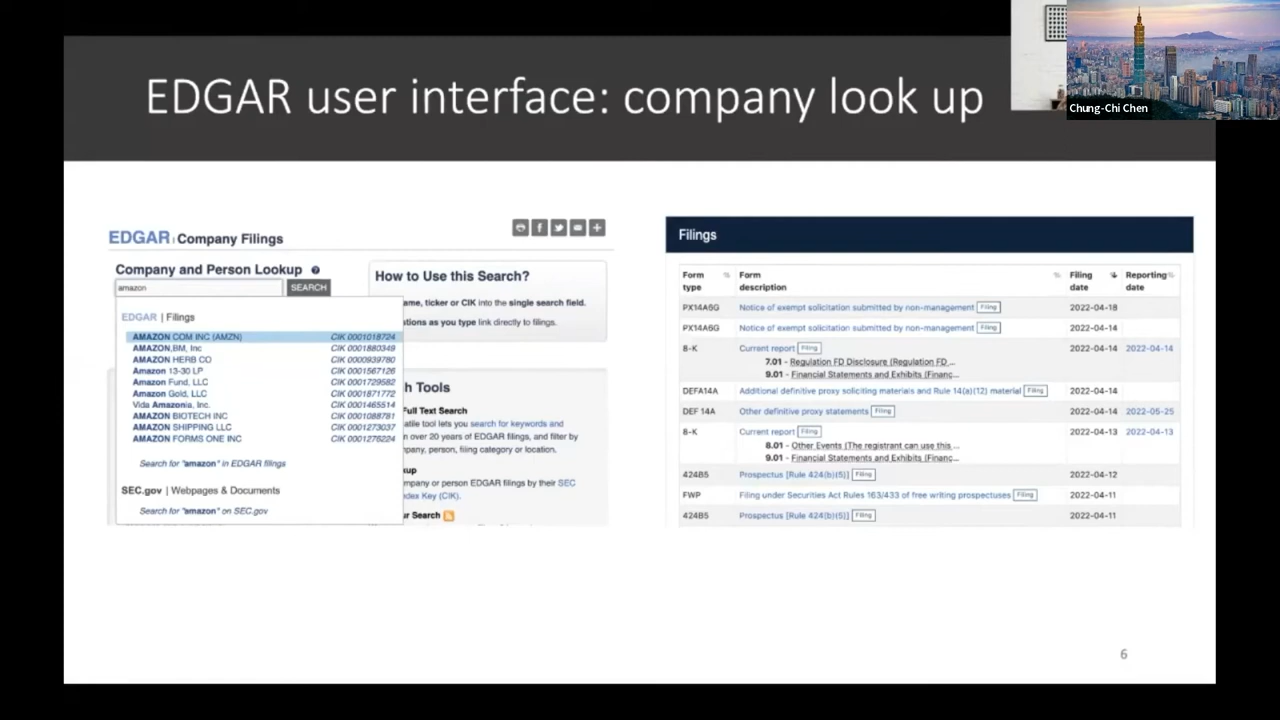 EDGAR user interface: company look up
Chung-Chi Chen
EDGAR | Company Filings
Company and Person Lookup
amazon
SEARCH
EDGAR | Filings
AMAZON COM INC (AMZN) CIK 0001018724
AMAZON.BM, Inc CIK 0001880349
AMAZON HERB CO CIK 0000939780
Amazon 13-30 LP CIK 0001567126
Amazon Fund, LLC CIK 0001729582
Amazon Gold, LLC CIK 0001871772
Vida Amazonia, Inc. CIK 0001465514
AMAZON BIOTECH INC CIK 0001088781
AMAZON SHIPPING LLC CIK 0001273037
AMAZON FORMS ONE INC CIK 0001276224
Search for "amazon" in EDGAR filings
SEC.gov | Webpages & Documents
Search for "amazon" on SEC.gov
How to Use this Search?
ame, ticker or CIK into the single search field.
ations as you type link directly to filings.
h Tools
Full Text Search
atile tool lets you search for keywords and
n over 20 years of EDGAR filings, and filter by
pany, person, filing category or location.
kup
mpany or person EDGAR filings by their SEC
ndex Key (CIK).
ur Search
Filings
Form type Form description Filing date Reporting date
PX14A6G Notice of exempt solicitation submitted by non-management Filing 2022-04-18
PX14A6G Notice of exempt solicitation submitted by non-management Filing 2022-04-14
8-K Current report Filing 2022-04-14 2022-04-14
7.01 - Regulation FD Disclosure (Regulation FD ...
9.01 - Financial Statements and Exhibits (Financ...
DEFA14A Additional definitive proxy soliciting materials and Rule 14(a)(12) material Filing 2022-04-14
DEF 14A Other definitive proxy statements Filing 2022-04-14 2022-05-25
8-K Current report Filing 2022-04-13 2022-04-13
8.01 - Other Events (The registrant can use this ...
9.01 - Financial Statements and Exhibits (Financ...
424B5 Prospectus [Rule 424(b)(5)] Filing 2022-04-12
FWP Filing under Securities Act Rules 163/433 of free writing prospectuses Filing 2022-04-11
424B5 Prospectus [Rule 424(b)(5)] Filing 2022-04-11
6